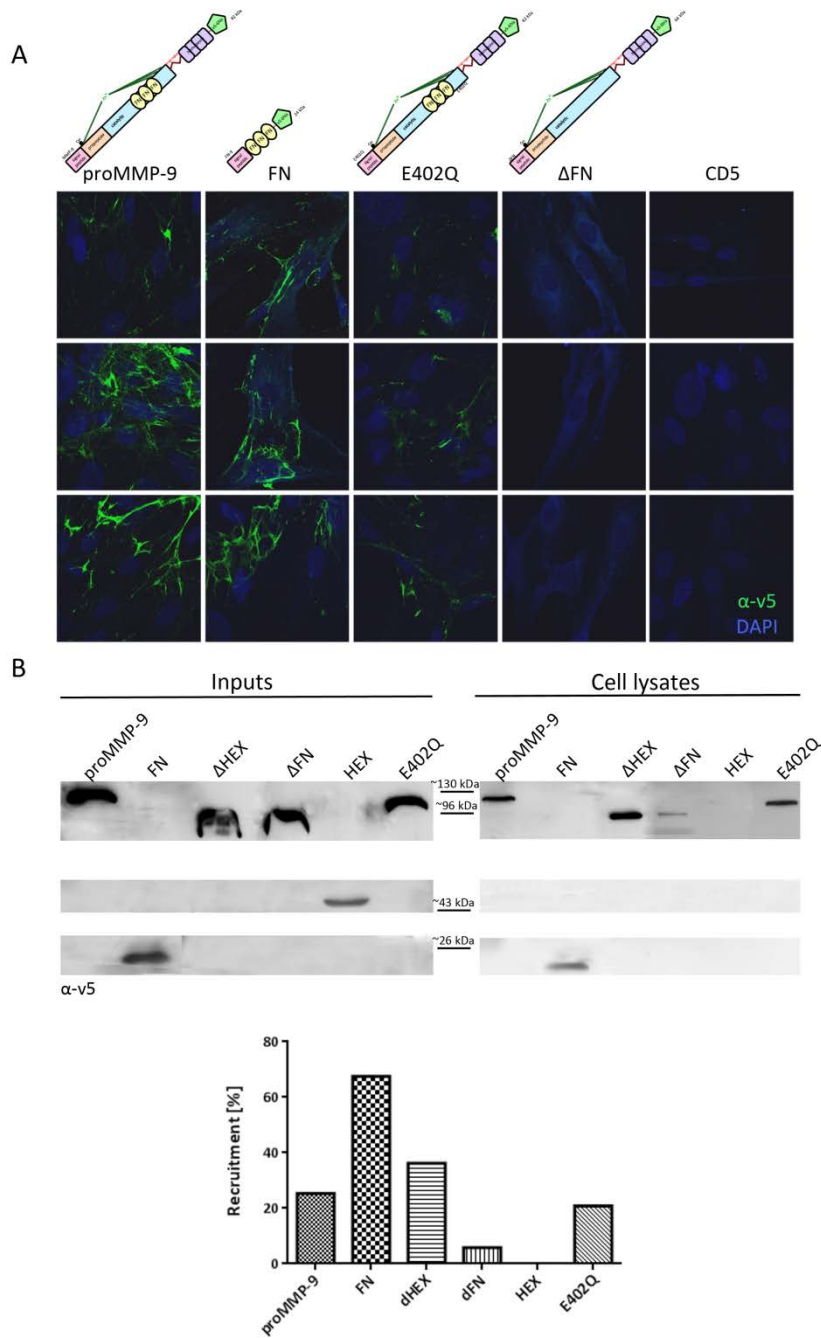 A
proMMP-9 FN E402Q ΔFN CD5
α-v5
DAPI
B
Inputs Cell lysates
proMMP-9 FN ΔHEX ΔFN HEX E402Q proMMP-9 FN ΔHEX ΔFN HEX E402Q
~130 kDa
~96 kDa
~43 kDa
~26 kDa
α-v5
80
60
40
20
0
Recruitment [%]
proMMP-9 FN dHEX dFN HEX E402Q